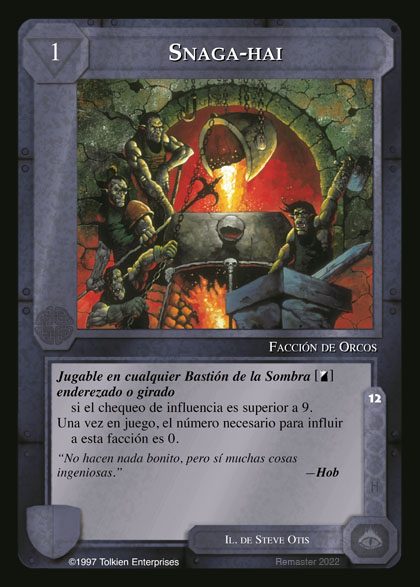 1
Snaga-hai
Facción de Orcos
Jugable en cualquier Bastión de la Sombra [ ]
enderezado o girado
si el chequeo de influencia es superior a 9.
Una vez en juego, el número necesario para influir
a esta facción es 0.
“No hacen nada bonito, pero sí muchas cosas
ingeniosas.” —Hob
12
H
Il. de Steve Otis
©1997 Tolkien Enterprises
Remaster 2022